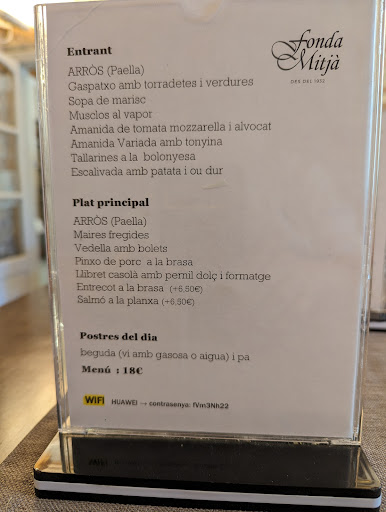 Fonda
Mitjà
DES DEL 1952
Entrant
ARRÒS (Paella)
Gaspatxo amb torradetes i verdures
Sopa de marisc
Musclos al vapor
Amanida de tomata mozzarella i alvocat
Amanida Variada amb tonyina
Tallarines a la bolonyesa
Escalivada amb patata i ou dur
Plat principal
ARRÒS (Paella)
Maires fregides
Vedella amb bolets
Pinxo de porc a la brasa
Llibret casolà amb pernil dolç i formatge
Entrecot a la brasa (+6,50€)
Salmó a la planxa (+6,50€)
Postres del dia
beguda (vi amb gasosa o aigua) i pa
Menú : 18€
WIFI HUAWEI → contrasenya: fVm3Nh22